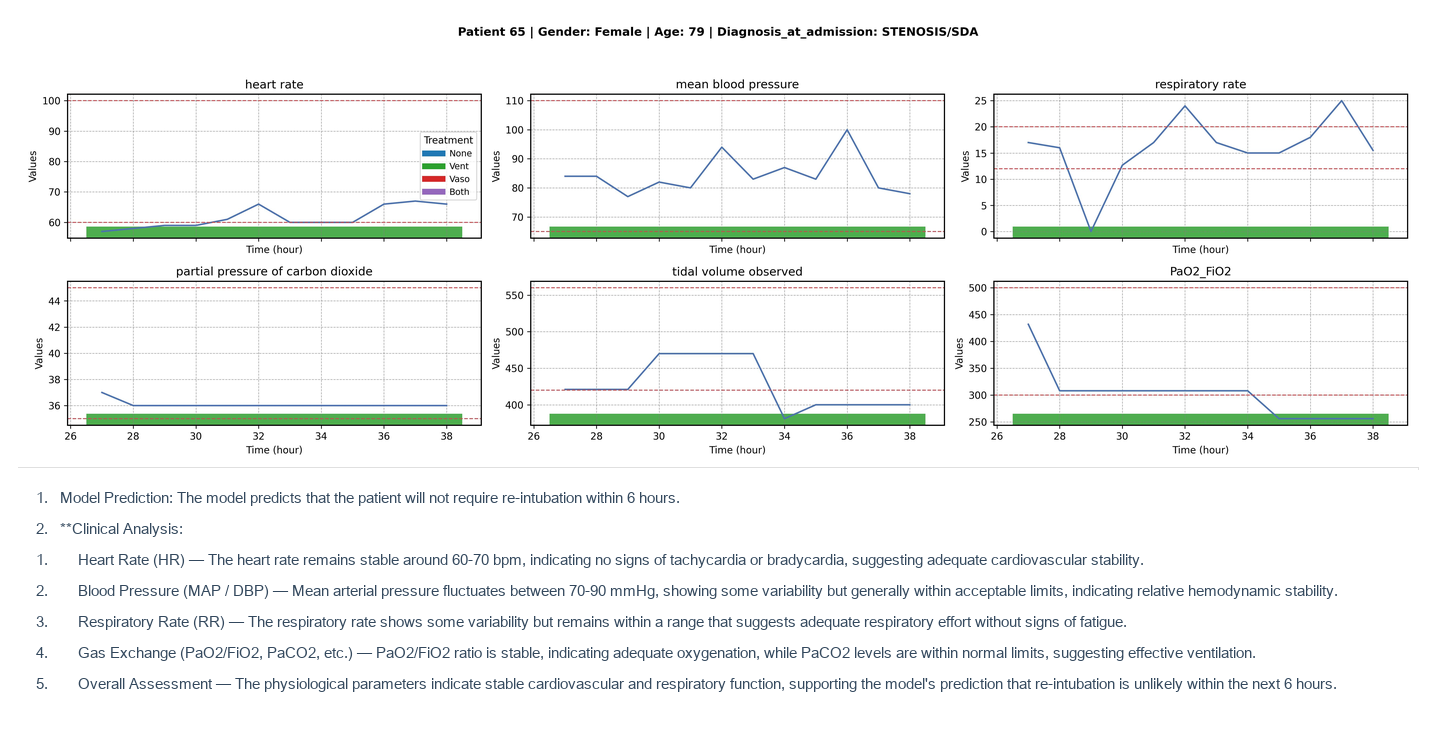 Patient 65 | Gender: Female | Age: 79 | Diagnosis_at_admission: STENOSIS/SDA
heart rate
100
90
80
70
60
Values
Time (hour)
Treatment
None
Vent
Vaso
Both
mean blood pressure
110
100
90
80
70
Values
Time (hour)
respiratory rate
25
20
15
10
5
0
Values
Time (hour)
partial pressure of carbon dioxide
44
42
40
38
36
Values
26 28 30 32 34 36 38
Time (hour)
tidal volume observed
550
500
450
400
Values
26 28 30 32 34 36 38
Time (hour)
PaO2_FiO2
500
450
400
350
300
250
Values
26 28 30 32 34 36 38
Time (hour)
1. Model Prediction: The model predicts that the patient will not require re-intubation within 6 hours.
2. **Clinical Analysis:
1. Heart Rate (HR) — The heart rate remains stable around 60-70 bpm, indicating no signs of tachycardia or bradycardia, suggesting adequate cardiovascular stability.
2. Blood Pressure (MAP / DBP) — Mean arterial pressure fluctuates between 70-90 mmHg, showing some variability but generally within acceptable limits, indicating relative hemodynamic stability.
3. Respiratory Rate (RR) — The respiratory rate shows some variability but remains within a range that suggests adequate respiratory effort without signs of fatigue.
4. Gas Exchange (PaO2/FiO2, PaCO2, etc.) — PaO2/FiO2 ratio is stable, indicating adequate oxygenation, while PaCO2 levels are within normal limits, suggesting effective ventilation.
5. Overall Assessment — The physiological parameters indicate stable cardiovascular and respiratory function, supporting the model's prediction that re-intubation is unlikely within the next 6 hours.